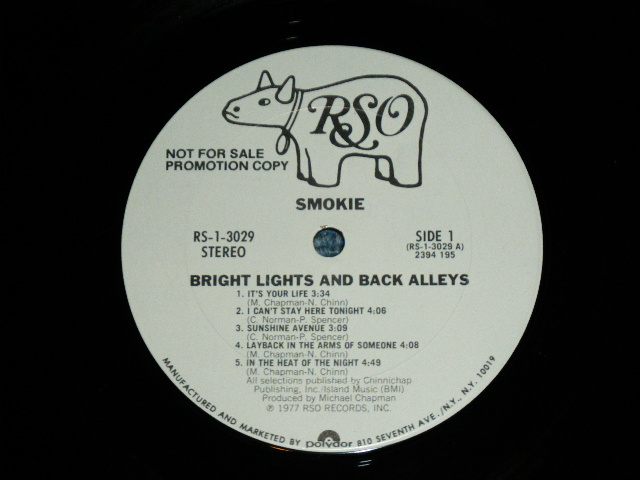 RSO
NOT FOR SALE
PROMOTION COPY
SMOKIE
RS-1-3029
STEREO
SIDE 1
(RS-1-3029 A)
2394 195
BRIGHT LIGHTS AND BACK ALLEYS
1. IT'S YOUR LIFE 3:34
(M. Chapman-N. Chinn)
2. I CAN'T STAY HERE TONIGHT 4:06
(C. Norman-P. Spencer)
3. SUNSHINE AVENUE 3:09
(C. Norman-P. Spencer)
4. LAYBACK IN THE ARMS OF SOMEONE 4:08
(M. Chapman-N. Chinn)
5. IN THE HEAT OF THE NIGHT 4:49
(M. Chapman-N. Chinn)
All selections published by Chinnichap
Publishing, Inc./Island Music (BMI)
Produced by Michael Chapman
℗ 1977 RSO RECORDS, INC.
MANUFACTURED AND MARKETED BY polydor 810 SEVENTH AVE./N.Y., N.Y. 10019